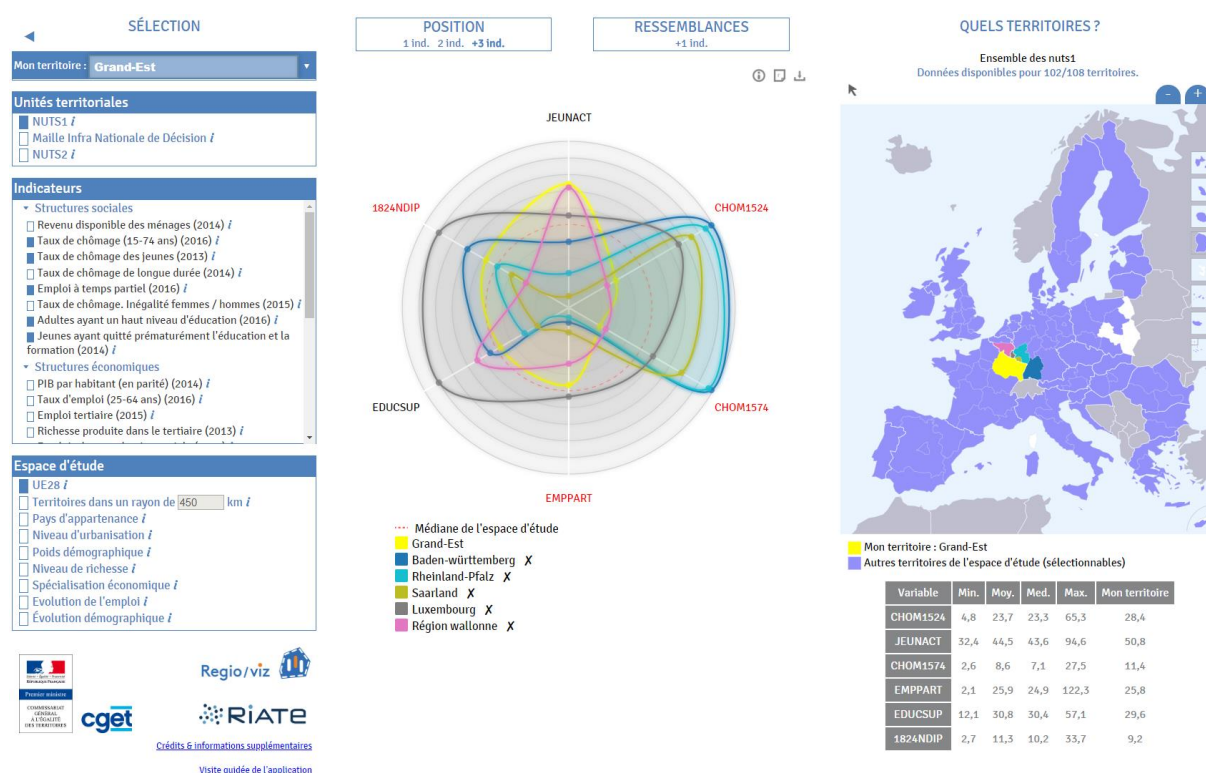 SÉLECTION
Mon territoire : Grand-Est
Unités territoriales
NUTS1 i
Maille Infra Nationale de Décision i
NUTS2 i
Indicateurs
Structures sociales
Revenu disponible des ménages (2014) i
Taux de chômage (15-74 ans) (2016) i
Taux de chômage des jeunes (2013) i
Taux de chômage de longue durée (2014) i
Emploi à temps partiel (2016) i
Taux de chômage. Inégalité femmes / hommes (2015) i
Adultes ayant un haut niveau d'éducation (2016) i
Jeunes ayant quitté prématurément l'éducation et la
formation (2014) i
Structures économiques
PIB par habitant (en parité) (2014) i
Taux d'emploi (25-64 ans) (2016) i
Emploi tertiaire (2015) i
Richesse produite dans le tertiaire (2013) i
Espace d'étude
UE28 i
Territoires dans un rayon de 450 km i
Pays d'appartenance i
Niveau d'urbanisation i
Poids démographique i
Niveau de richesse i
Spécialisation économique i
Evolution de l'emploi i
Évolution démographique i
Premier ministre
COMMISSARIAT
GÉNÉRAL
À L'ÉGALITÉ
DES TERRITOIRES
cget
Regio/viz
RIATE
Crédits & informations supplémentaires
Visite guidée de l'application
POSITION
1 ind. 2 ind. +3 ind.
RESSEMBLANCES
+1 ind.
JEUNACT
1824NDIP
CHOM1524
EDUCSUP
CHOM1574
EMPPART
Médiane de l'espace d'étude
Grand-Est
Baden-württemberg ✗
Rheinland-Pfalz ✗
Saarland ✗
Luxembourg ✗
Région wallonne ✗
QUELS TERRITOIRES ?
Ensemble des nuts1
Données disponibles pour 102/108 territoires.
- +
Mon territoire : Grand-Est
Autres territoires de l'espace d'étude (sélectionnables)
Variable Min. Moy. Med. Max. Mon territoire
CHOM1524 4,8 23,7 23,3 65,3 28,4
JEUNACT 32,4 44,5 43,6 94,6 50,8
CHOM1574 2,6 8,6 7,1 27,5 11,4
EMPPART 2,1 25,9 24,9 122,3 25,8
EDUCSUP 12,1 30,8 30,4 57,1 29,6
1824NDIP 2,7 11,3 10,2 33,7 9,2